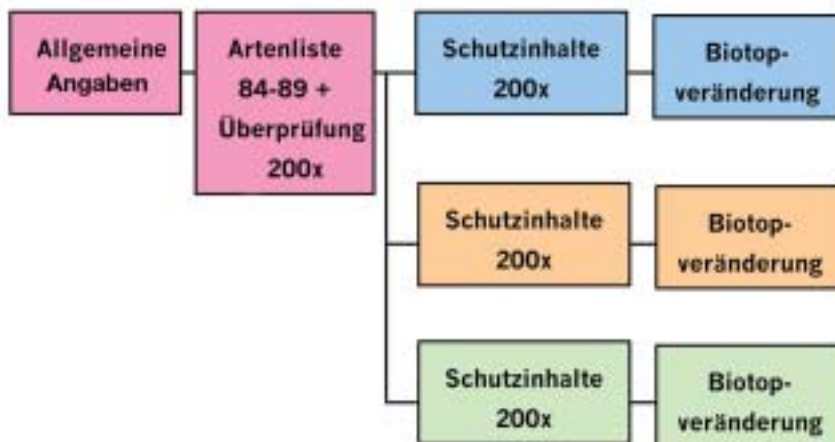 Allgemeine
Angaben
Artenliste
84-89 +
Überprüfung
200x
Schutzinhalte
200x
Biotop-
veränderung
Schutzinhalte
200x
Biotop-
veränderung
Schutzinhalte
200x
Biotop-
veränderung